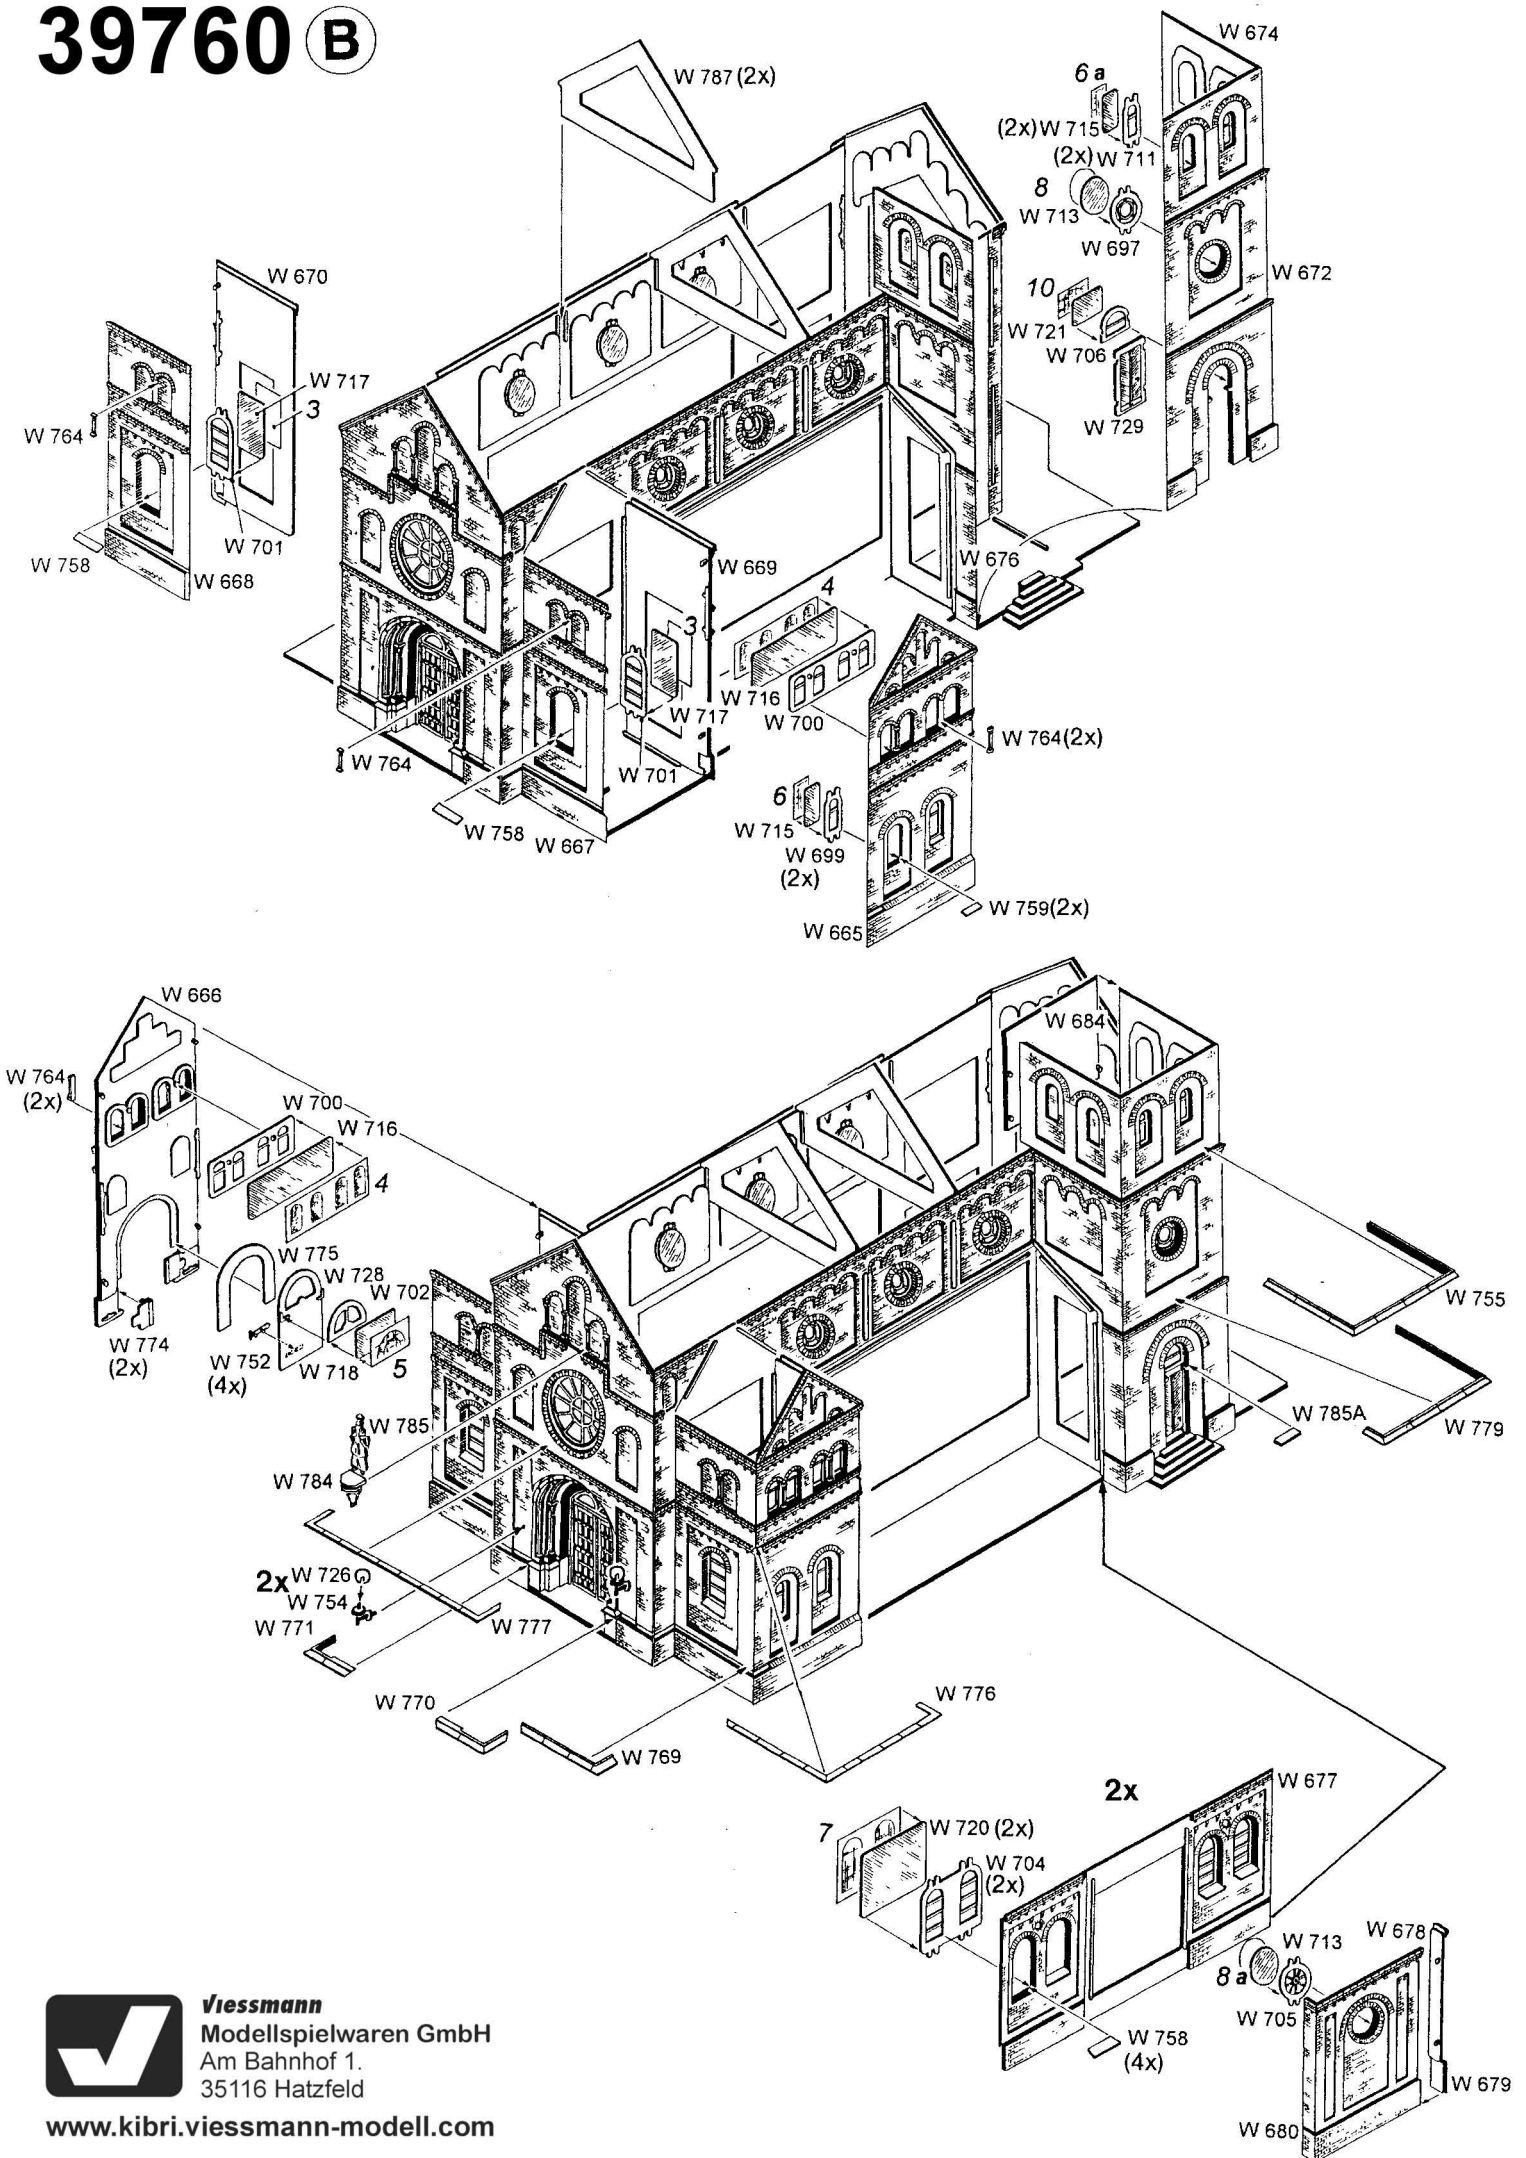 39760 B
W 787 (2x)
W 674
6 a
(2x) W 715
(2x) W 711
8
W 713
W 697
W 672
10
W 721
W 706
W 729
W 670
W 717
3
W 764
W 701
W 758
W 668
W 676
W 669
4
3
W 716
W 700
W 717
W 764 (2x)
W 764
W 701
6
W 715
W 699
(2x)
W 758
W 667
W 759 (2x)
W 665
W 666
W 684
W 764
(2x)
W 700
W 716
4
W 775
W 728
W 702
W 755
W 774
(2x)
W 752
(4x)
W 718
5
W 785
W 785A
W 779
W 784
2x W 726
W 754
W 771
W 777
W 770
W 776
W 769
2x
W 677
7
W 720 (2x)
W 704
(2x)
W 678
W 713
8 a
W 705
W 758
(4x)
W 679
W 680
Viessmann
Modellspielwaren GmbH
Am Bahnhof 1.
35116 Hatzfeld
www.kibri.viessmann-modell.com